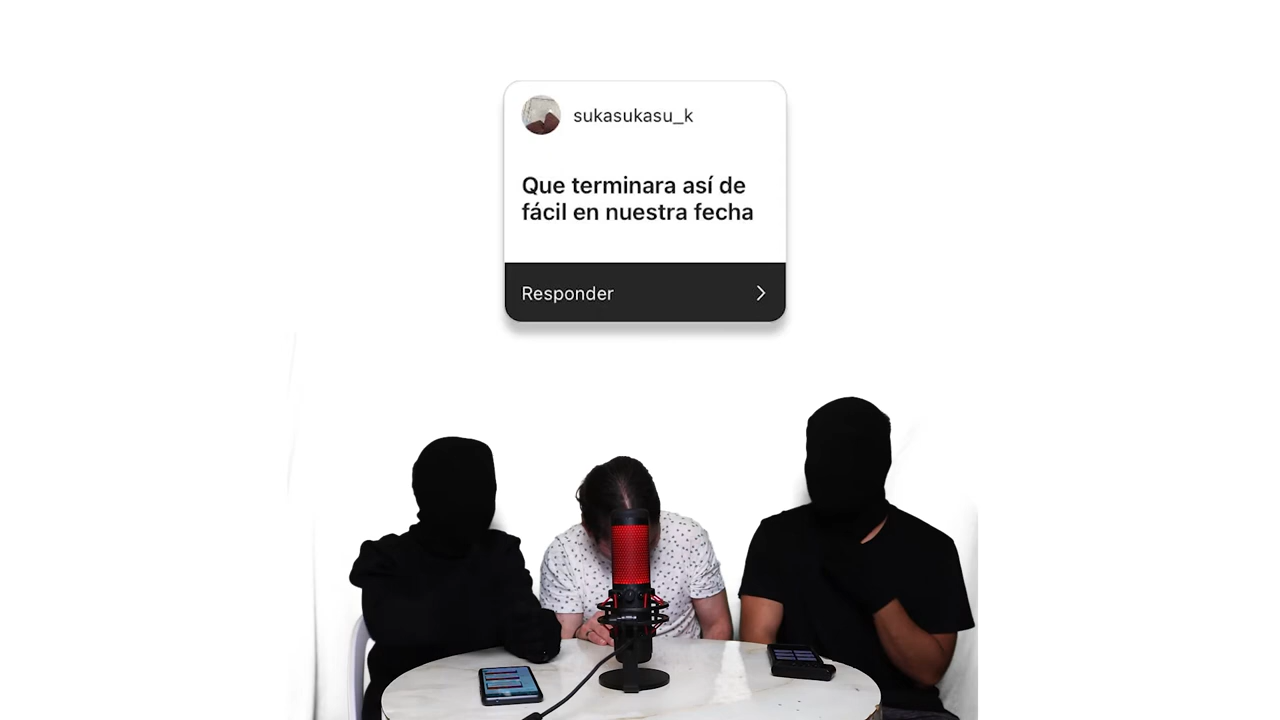 sukasukasu_k
Que terminara así de
fácil en nuestra fecha
Responder